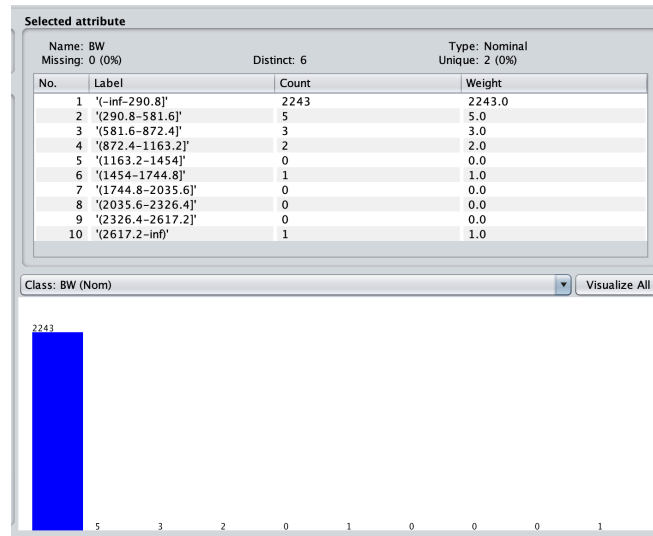 Selected attribute
Name: BW Type: Nominal
Missing: 0 (0%) Distinct: 6 Unique: 2 (0%)
No. Label Count Weight
1 '(-inf-290.8]' 2243 2243.0
2 '(290.8-581.6]' 5 5.0
3 '(581.6-872.4]' 3 3.0
4 '(872.4-1163.2]' 2 2.0
5 '(1163.2-1454]' 0 0.0
6 '(1454-1744.8]' 1 1.0
7 '(1744.8-2035.6]' 0 0.0
8 '(2035.6-2326.4]' 0 0.0
9 '(2326.4-2617.2]' 0 0.0
10 '(2617.2-inf)' 1 1.0
Class: BW (Nom) Visualize All
2243
5 3 2 0 1 0 0 0 1